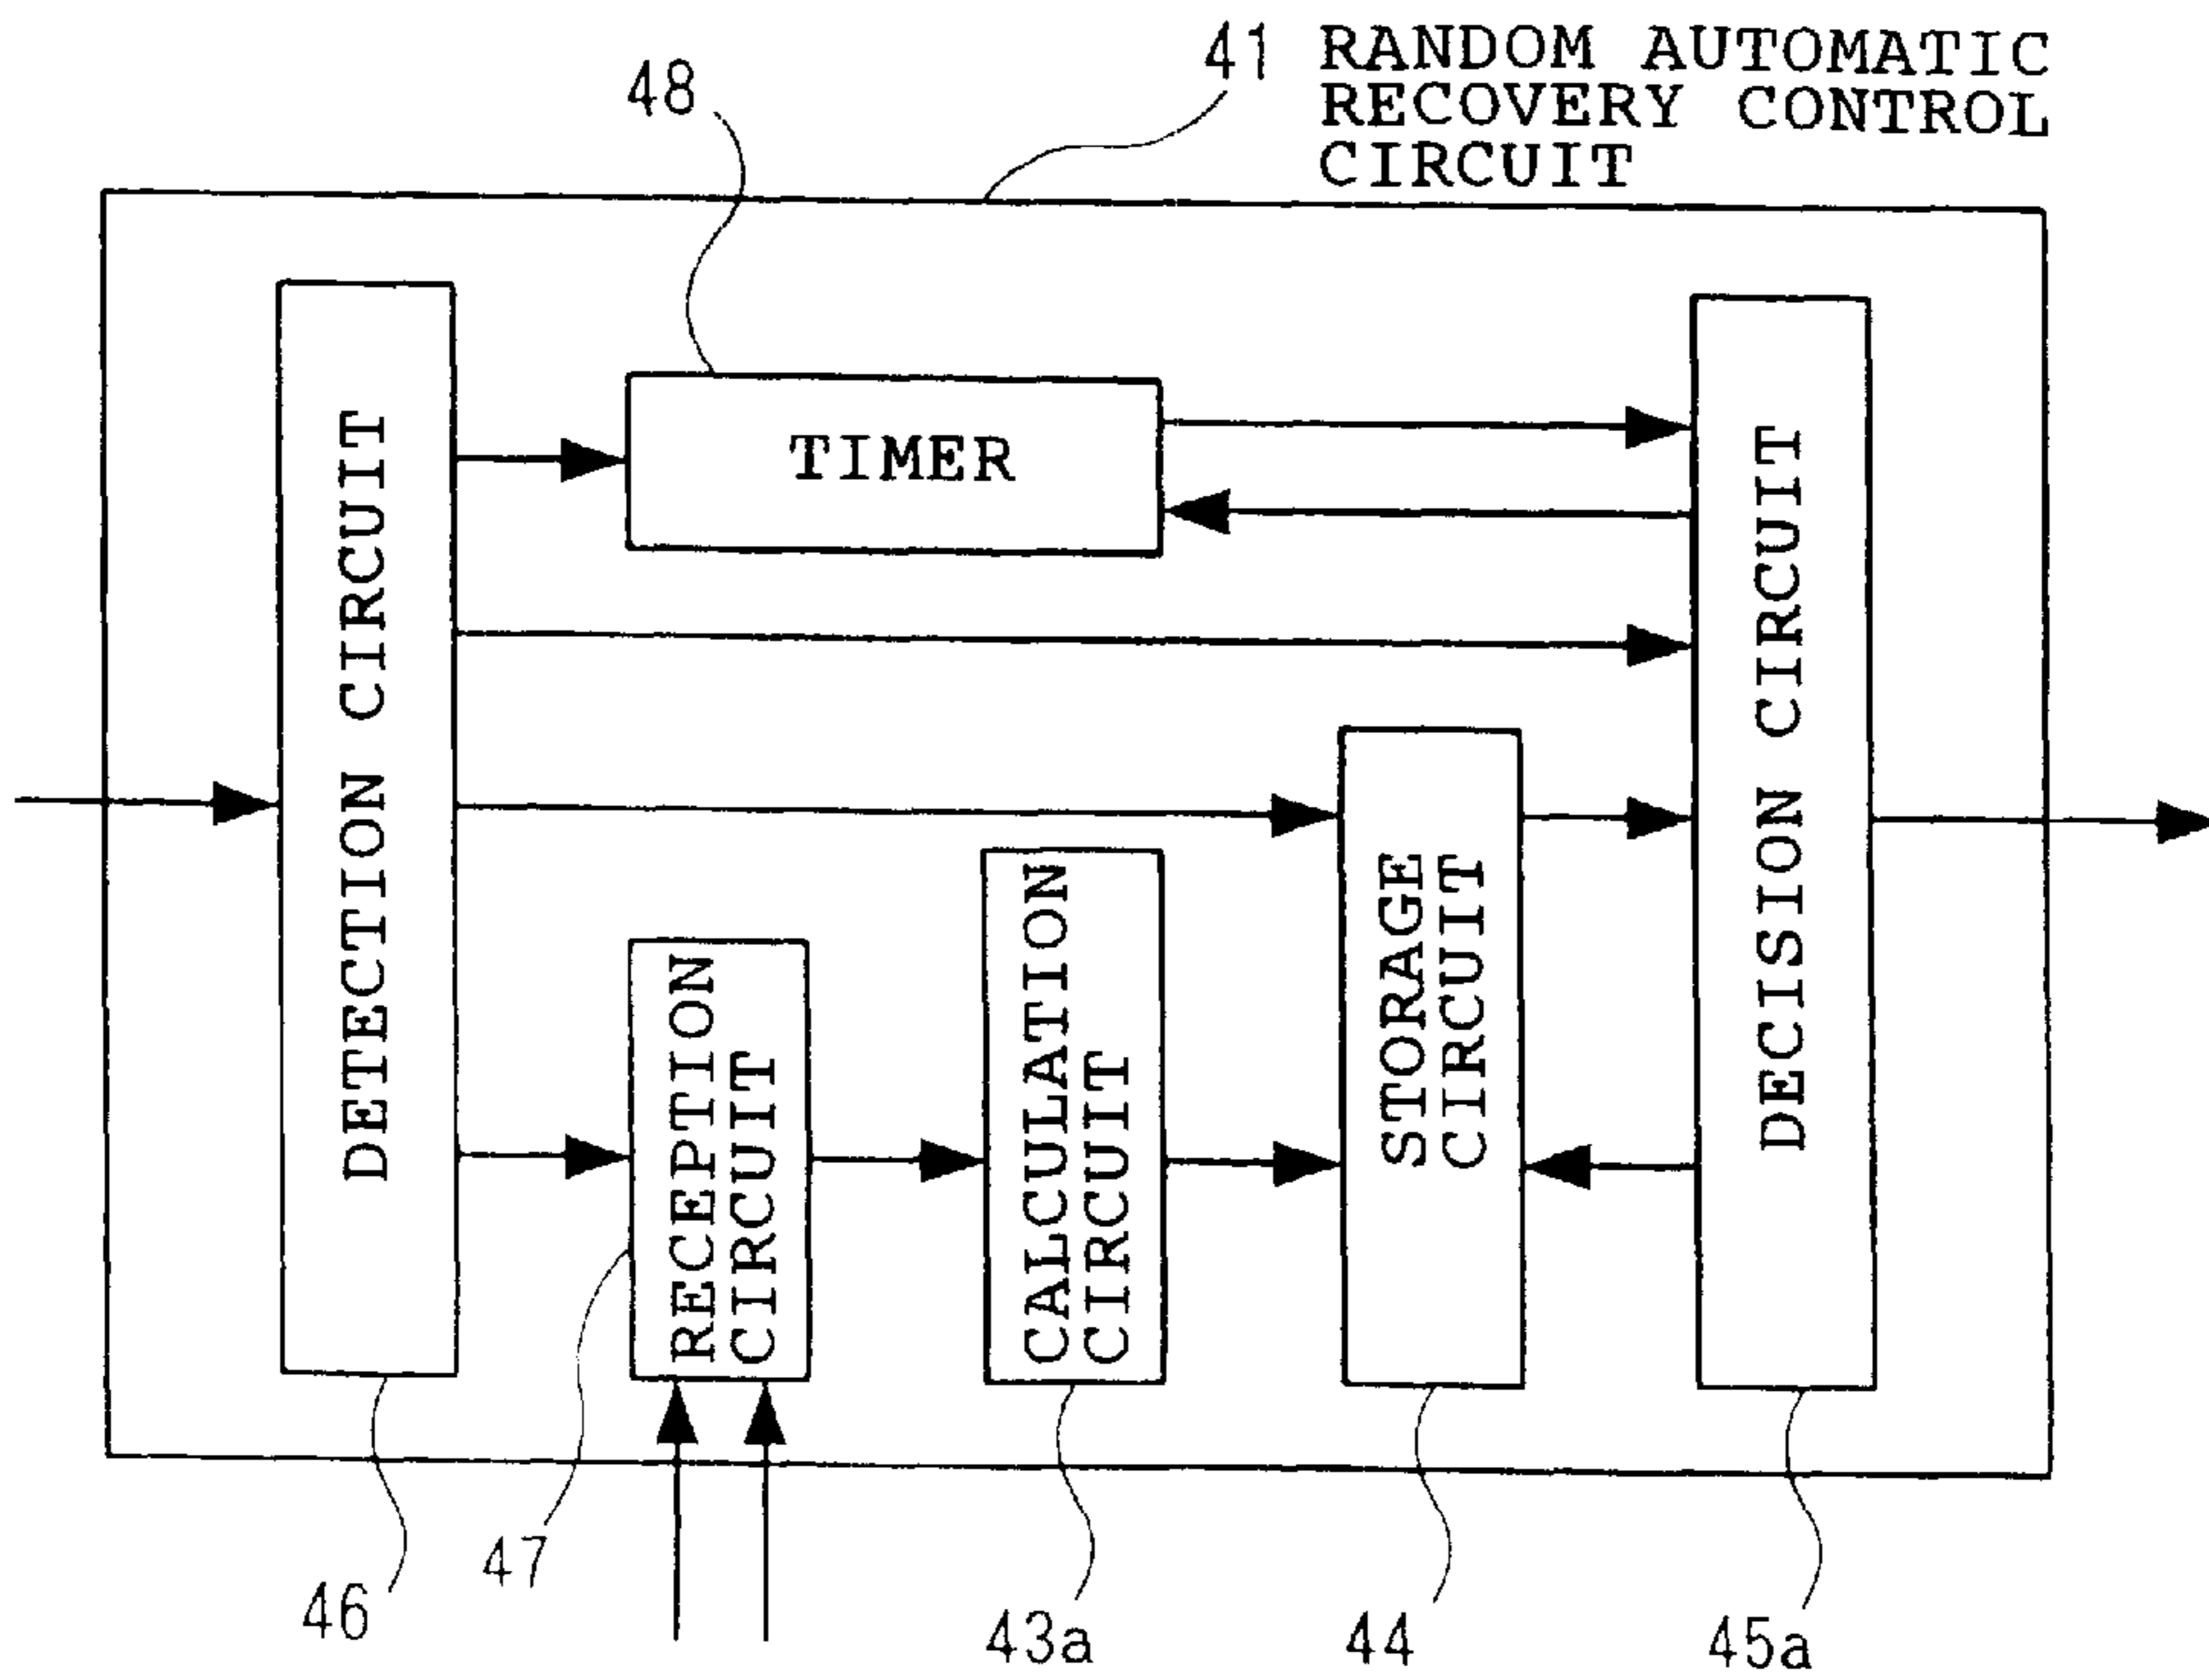 41 RANDOM AUTOMATIC
RECOVERY CONTROL
CIRCUIT
48
DETECTION CIRCUIT
TIMER
DECISION CIRCUIT
RECEPTION
CIRCUIT
CALCULATION
CIRCUIT
STORAGE
CIRCUIT
46
47
43a
44
45a